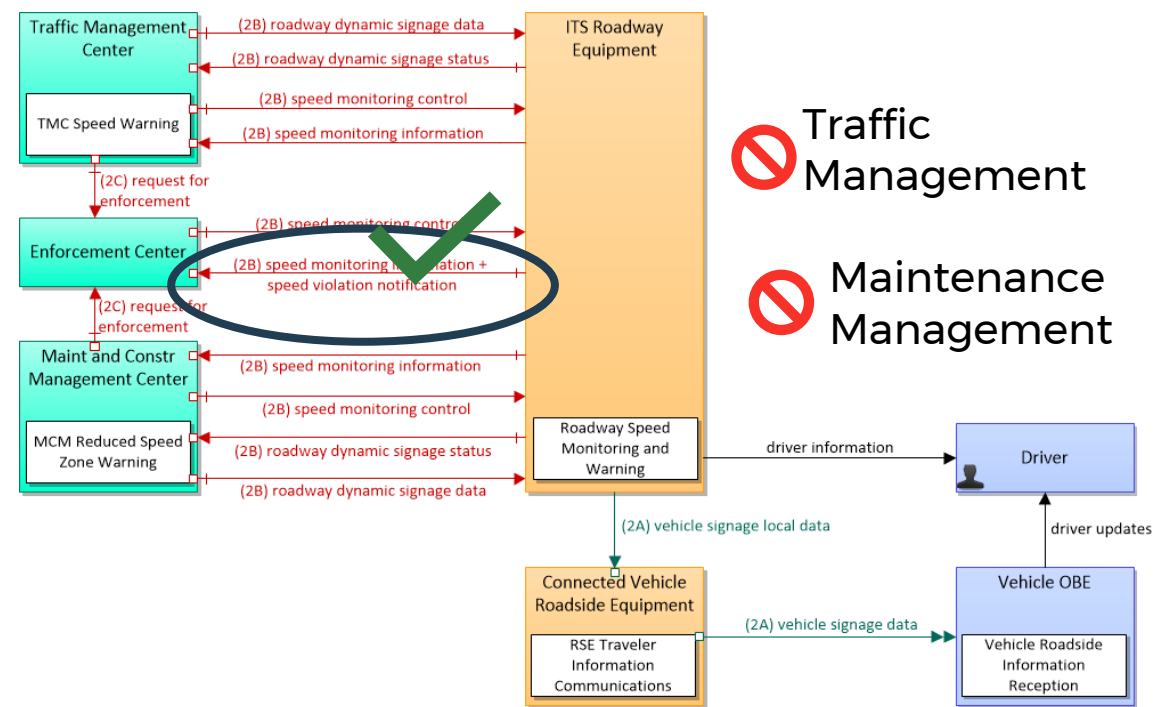 Traffic Management
Center
TMC Speed Warning
(2B) roadway dynamic signage data
(2B) roadway dynamic signage status
(2B) speed monitoring control
(2B) speed monitoring information
ITS Roadway
Equipment
Traffic
Management
(2C) request for
enforcement
Enforcement Center
(2B) speed monitoring
(2B) speed monitoring +
speed violation notification
Maintenance
Management
(2C) request for
enforcement
Maint and Constr
Management Center
MCM Reduced Speed
Zone Warning
(2B) speed monitoring information
(2B) speed monitoring control
(2B) roadway dynamic signage status
(2B) roadway dynamic signage data
Roadway Speed
Monitoring and
Warning
driver information
Driver
(2A) vehicle signage local data
driver updates
Connected Vehicle
Roadside Equipment
RSE Traveler
Information
Communications
(2A) vehicle signage data
Vehicle OBE
Vehicle Roadside
Information
Reception